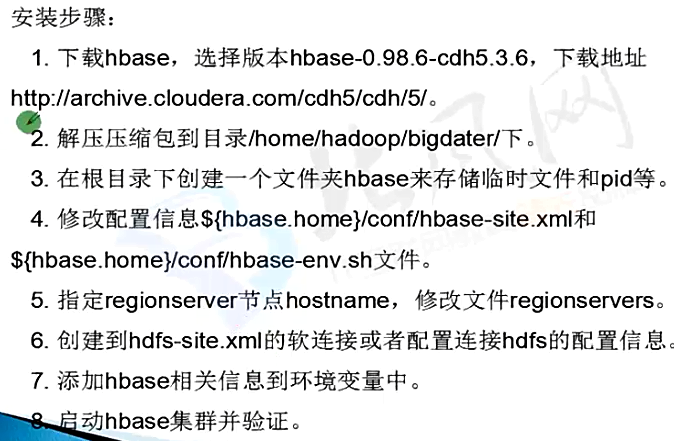 安装步骤：
1. 下载hbase，选择版本hbase-0.98.6-cdh5.3.6，下载地址
http://archive.cloudera.com/cdh5/cdh/5/。
2. 解压压缩包到目录/home/hadoop/bigdater/下。
3. 在根目录下创建一个文件夹hbase来存储临时文件和pid等。
4. 修改配置信息${hbase.home}/conf/hbase-site.xml和
${hbase.home}/conf/hbase-env.sh文件。
5. 指定regionserver节点hostname，修改文件regionservers。
6. 创建到hdfs-site.xml的软连接或者配置连接hdfs的配置信息。
7. 添加hbase相关信息到环境变量中。
8. 启动hbase集群并验证。